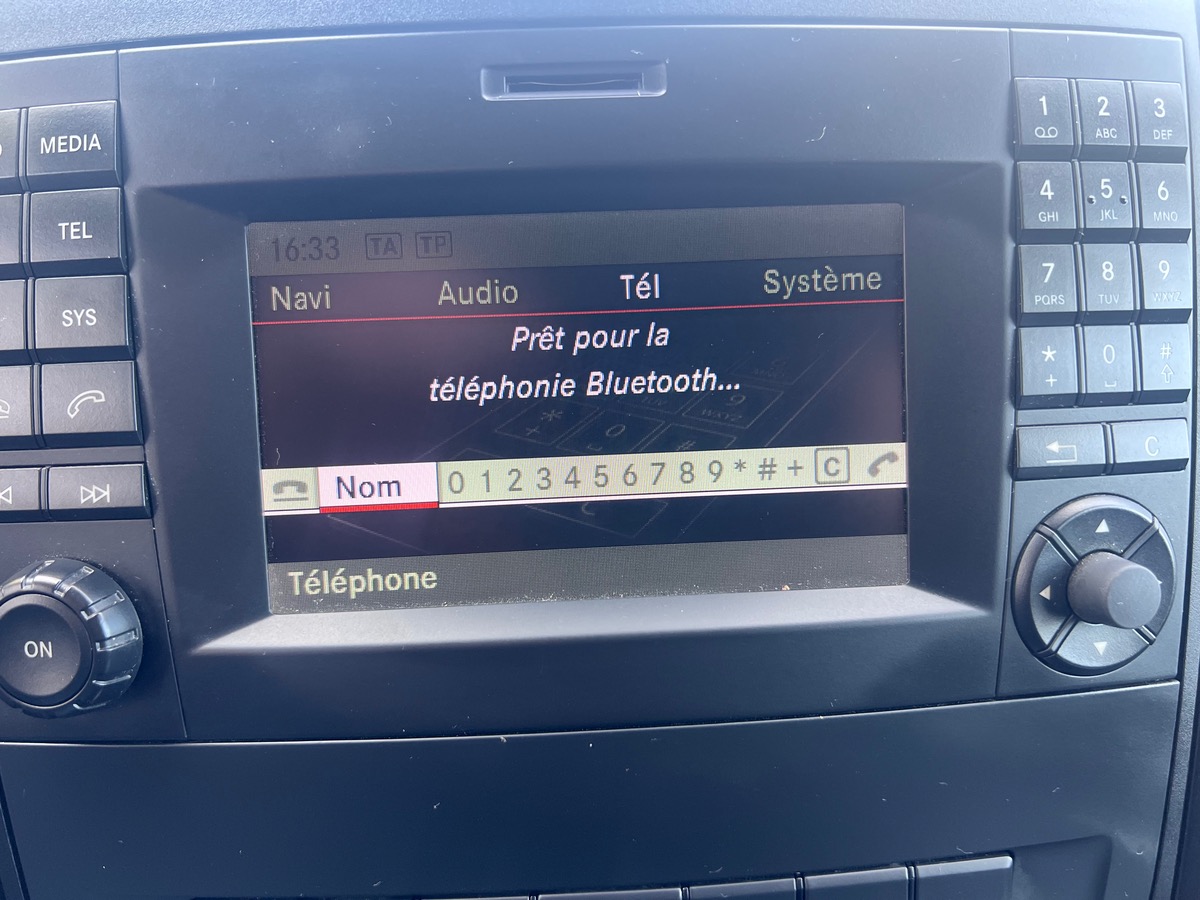 MEDIA
TEL
SYS
ON
16:33 TA TP
Navi Audio Tél Système
Prêt pour la
téléphonie Bluetooth...
Nom 0 1 2 3 4 5 6 7 8 9 * # + C
Téléphone
1 2 3
ABC DEF
4 5 6
GHI JKL MNO
7 8 9
PQRS TUV WXYZ
* 0 #
+
C